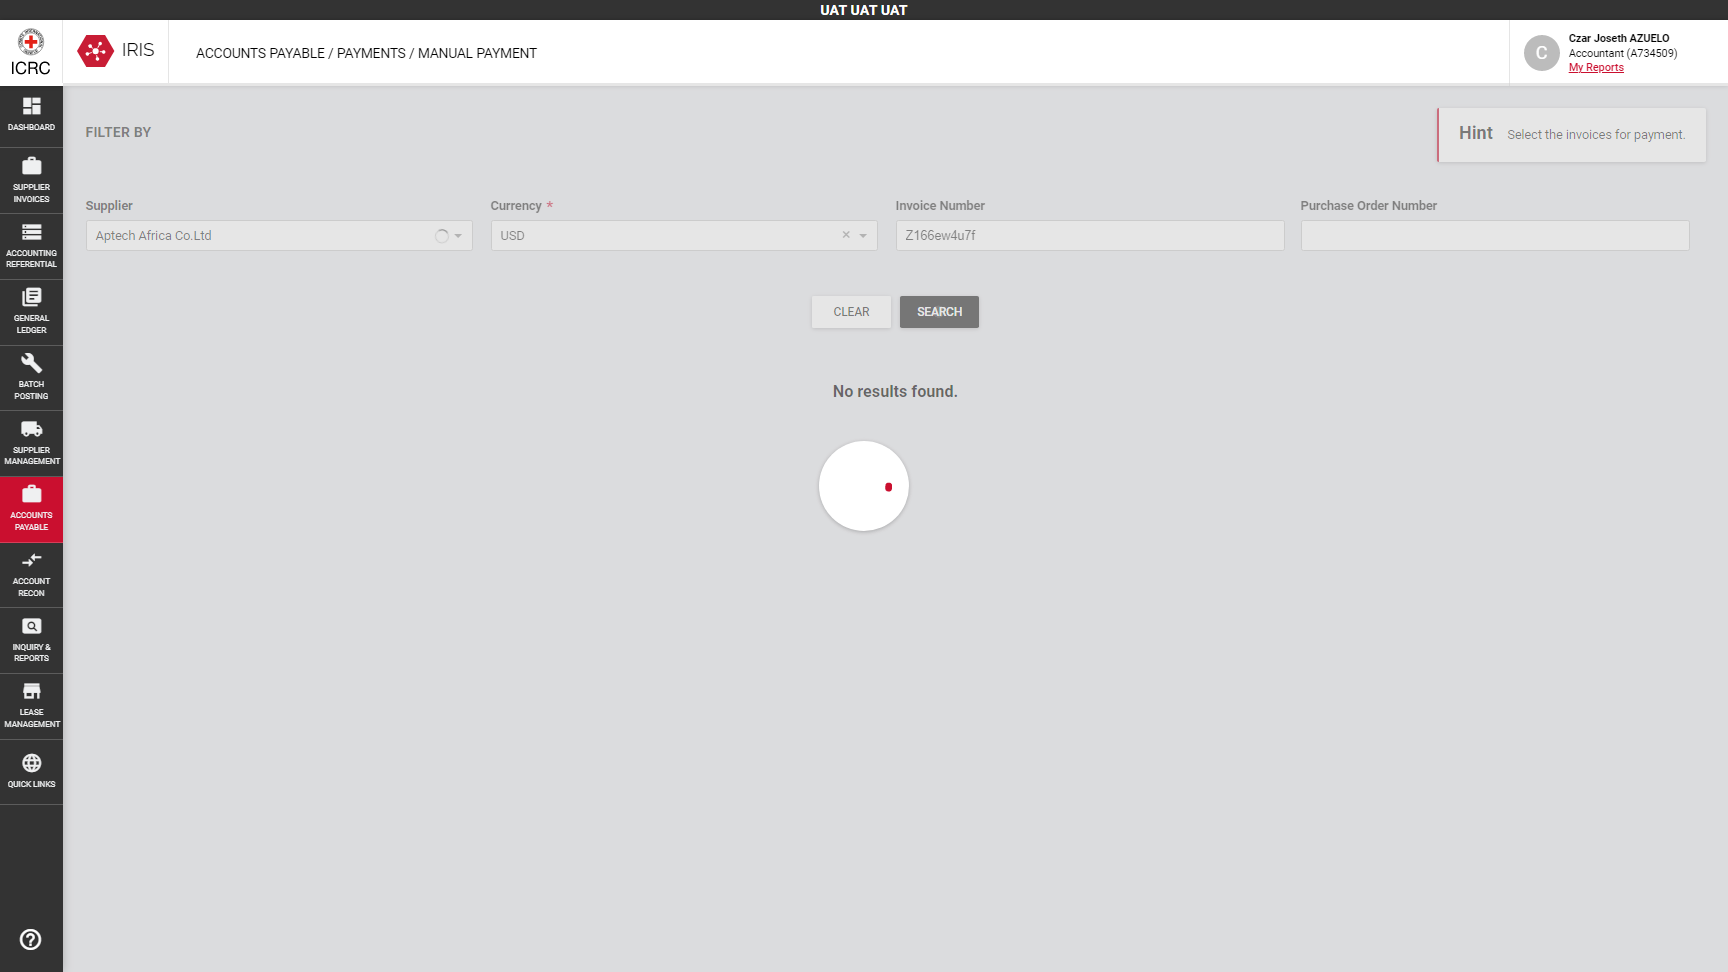 UAT UAT UAT
ICRC
IRIS
ACCOUNTS PAYABLE / PAYMENTS / MANUAL PAYMENT
C
Czar Joseth AZUELO
Accountant (A734509)
My Reports
DASHBOARD
SUPPLIER
INVOICES
ACCOUNTING
REFERENTIAL
GENERAL
LEDGER
BATCH
POSTING
SUPPLIER
MANAGEMENT
ACCOUNTS
PAYABLE
ACCOUNT
RECON
INQUIRY &
REPORTS
LEASE
MANAGEMENT
QUICK LINKS
FILTER BY
Hint Select the invoices for payment.
Supplier
Aptech Africa Co.Ltd
Currency *
USD
Invoice Number
Z166ew4u7f
Purchase Order Number
CLEAR
SEARCH
No results found.